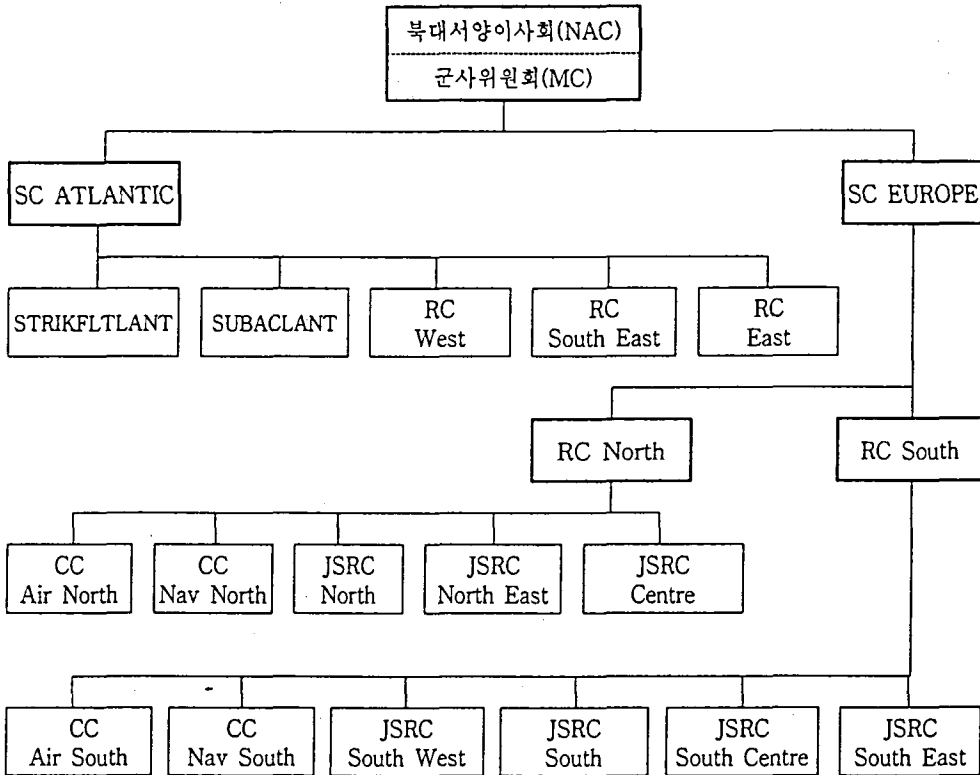 북대서양이사회(NAC)
군사위원회(MC)
SC ATLANTIC
SC EUROPE
STRIKFLTLANT
SUBACLANT
RC
West
RC
South East
RC
East
RC North
RC South
CC
Air North
CC
Nav North
JSRC
North
JSRC
North East
JSRC
Centre
CC
Air South
CC
Nav South
JSRC
South West
JSRC
South
JSRC
South Centre
JSRC
South East